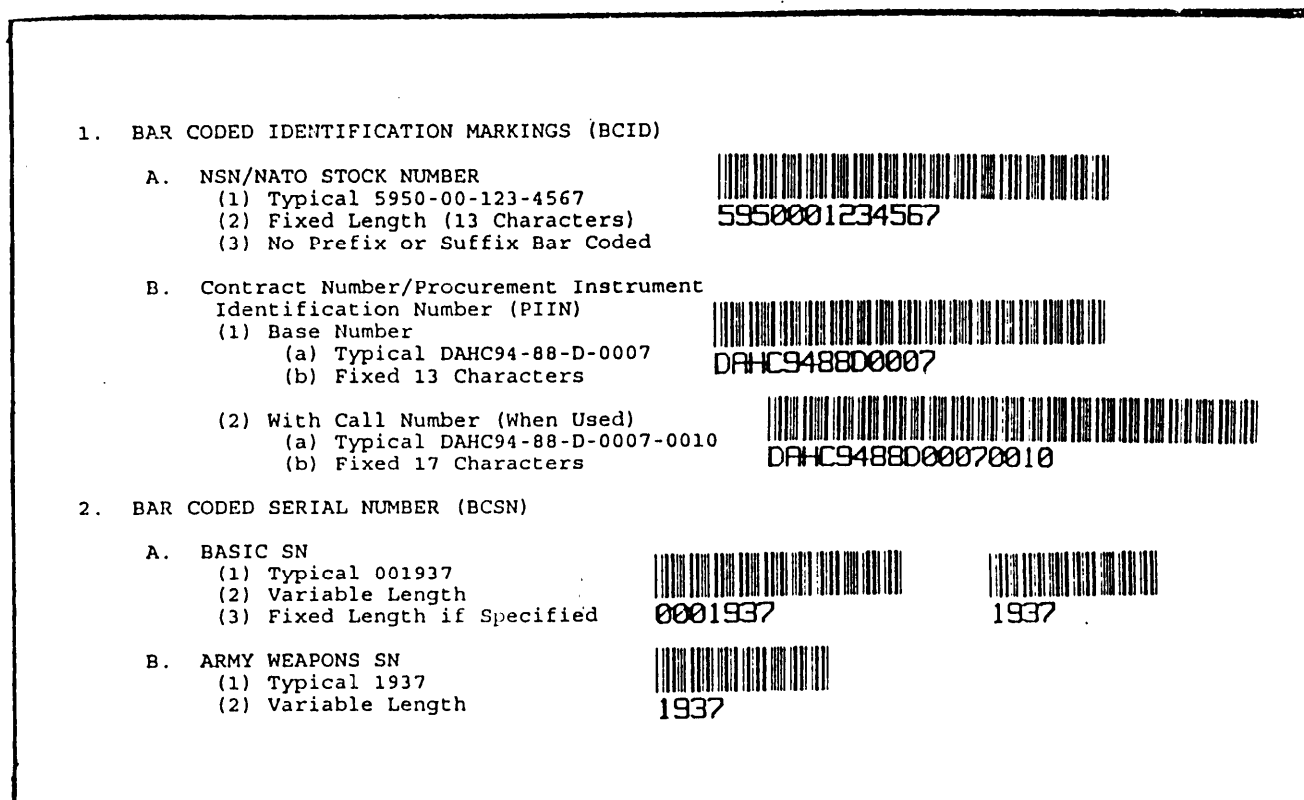 1. BAR CODED IDENTIFICATION MARKINGS (BCID)
A. NSN/NATO STOCK NUMBER
(1) Typical 5950-00-123-4567
(2) Fixed Length (13 Characters)
(3) No Prefix or Suffix Bar Coded
5950001234567
B. Contract Number/Procurement Instrument
Identification Number (PIIN)
(1) Base Number
(a) Typical DAHC94-88-D-0007
(b) Fixed 13 Characters
DAHC9488D0007
(2) With Call Number (When Used)
(a) Typical DAHC94-88-D-0007-0010
(b) Fixed 17 Characters
DAHC9488D00070010
2. BAR CODED SERIAL NUMBER (BCSN)
A. BASIC SN
(1) Typical 001937
(2) Variable Length
(3) Fixed Length if Specified
0001937
1937
B. ARMY WEAPONS SN
(1) Typical 1937
(2) Variable Length
1937